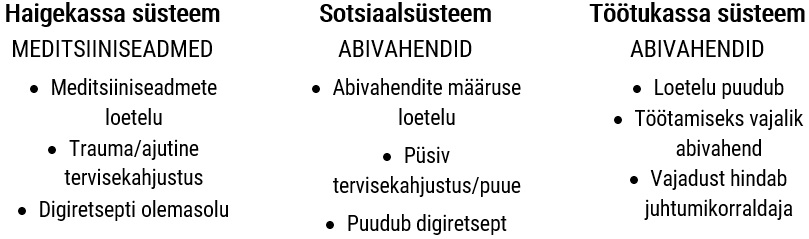 Haigekassa süsteem
MEDITSIINISEADMED
• Meditsiiniseadmete
loetelu
• Trauma/ajutine
tervisekahjustus
• Digiretsepti olemasolu
Sotsiaalsüsteem
ABIVAHENDID
• Abivahendite määruse
loetelu
• Püsiv
tervisekahjustus/puue
• Puudub digiretsept
Töötukassa süsteem
ABIVAHENDID
• Loetelu puudub
• Töötamiseks vajalik
abivahend
• Vajadust hindab
juhtumikorraldaja